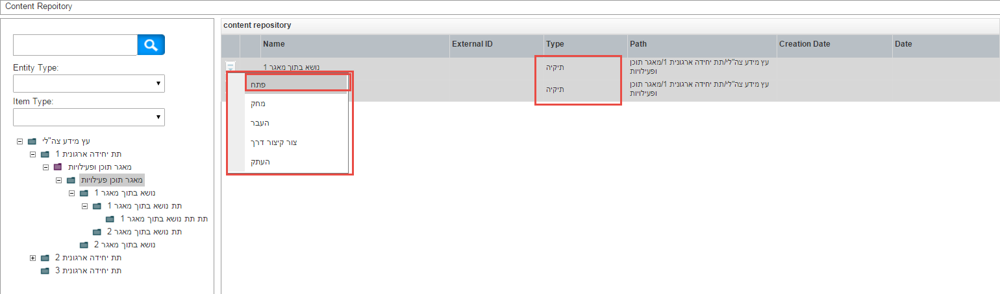 Content Repoitory
Entity Type:
Item Type:
עץ מידע צה"לי
תת יחידה ארגונית 1
מאגר תוכן ופעילויות
מאגר תוכן פעילויות
נושא בתוך מאגר 1
תת נושא בתוך מאגר 1
תת תת נושא בתוך מאגר 1
תת נושא בתוך מאגר 2
נושא בתוך מאגר 2
תת יחידה ארגונית 2
תת יחידה ארגונית 3
content repository
Name External ID Type Path Creation Date Date
נושא בתוך מאגר 1
תיקיה
עץ מידע צה"לי/תת יחידה ארגונית 1/מאגר תוכן
ופעילויות
תיקיה
עץ מידע צה"לי/תת יחידה ארגונית 1/מאגר תוכן
ופעילויות
פתח
מחק
העבר
צור קיצור דרך
העתק